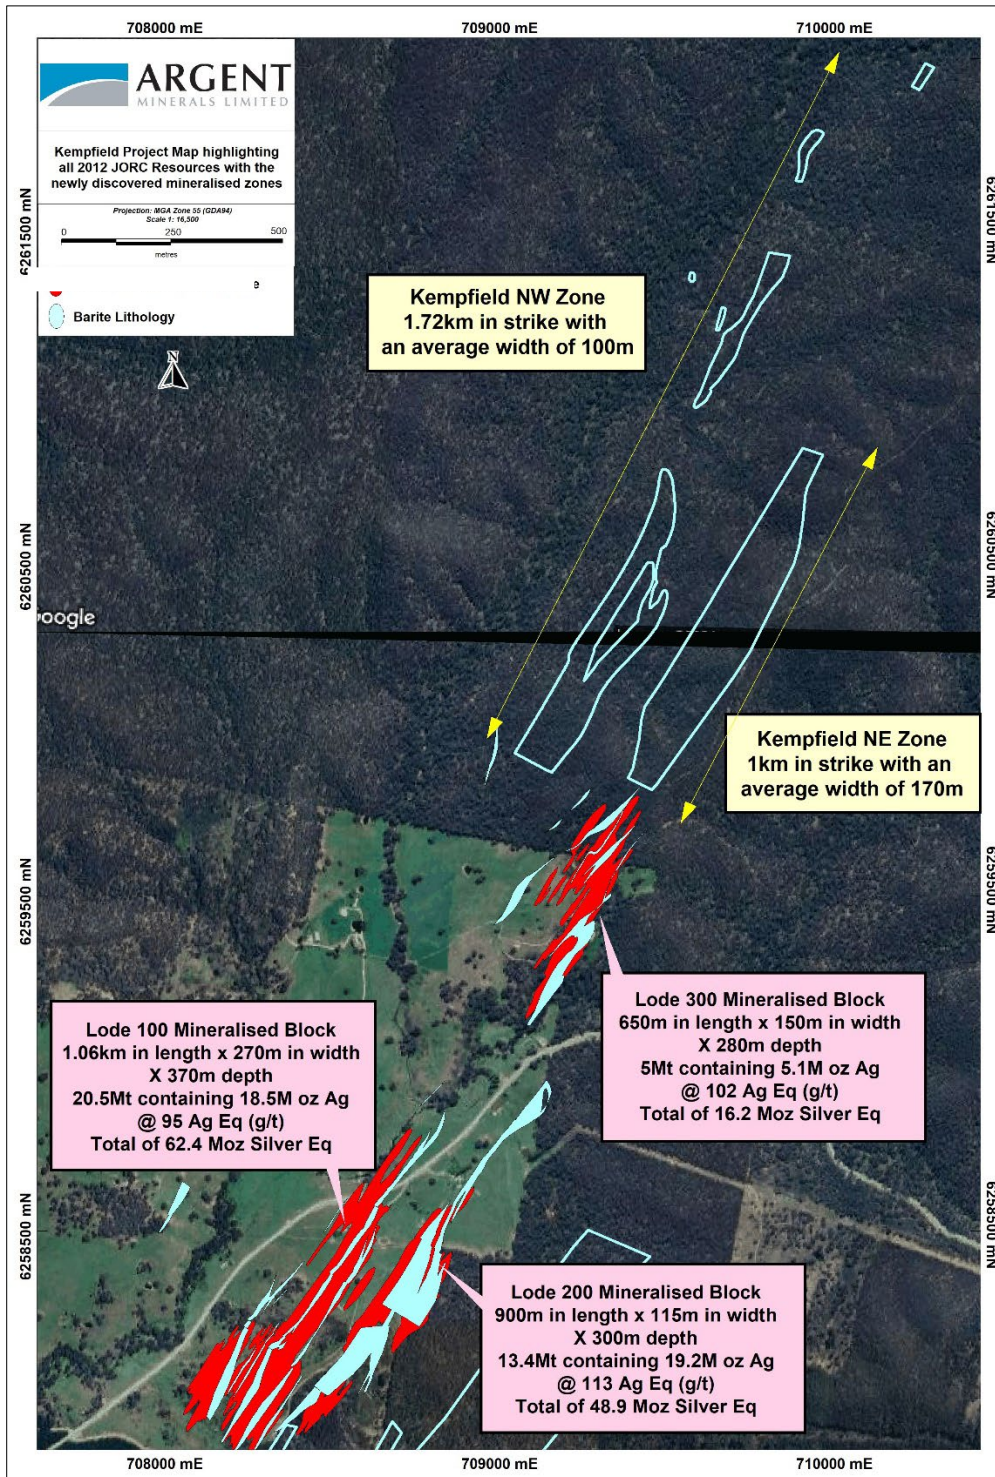 708000 mE
709000 mE
710000 mE
ARGENT
MINERALS LIMITED
Kempfield Project Map highlighting
all 2012 JORC Resources with the
newly discovered mineralised zones
Projection: MGA Zone 55 (GDA94)
Scale 1: 16,500
0 250 500
metres
e
Barite Lithology
N
6261500 mN
6261500 mN
Kempfield NW Zone
1.72km in strike with
an average width of 100m
6260500 mN
6260500 mN
oogle
Kempfield NE Zone
1km in strike with an
average width of 170m
6259500 mN
6259500 mN
Lode 300 Mineralised Block
650m in length x 150m in width
X 280m depth
5Mt containing 5.1M oz Ag
@ 102 Ag Eq (g/t)
Total of 16.2 Moz Silver Eq
Lode 100 Mineralised Block
1.06km in length x 270m in width
X 370m depth
20.5Mt containing 18.5M oz Ag
@ 95 Ag Eq (g/t)
Total of 62.4 Moz Silver Eq
6258500 mN
6258500 mN
Lode 200 Mineralised Block
900m in length x 115m in width
X 300m depth
13.4Mt containing 19.2M oz Ag
@ 113 Ag Eq (g/t)
Total of 48.9 Moz Silver Eq
708000 mE
709000 mE
710000 mE